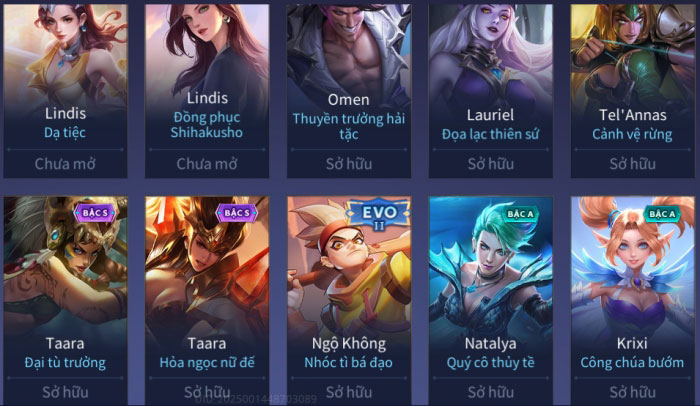 Lindis
Dạ tiệc
Chưa mở
Lindis
Đồng phục
Shihakusho
Chưa mở
Omen
Thuyền trưởng hải
tặc
Sở hữu
Lauriel
Đọa lạc thiên sứ
Sở hữu
Tel'Annas
Cảnh vệ rừng
Sở hữu
BẬC S
Taara
Đại tù trưởng
Sở hữu
BẬC S
Taara
Hỏa ngọc nữ đế
Sở hữu
EVO
II
Ngộ Không
Nhóc tì bá đạo
Sở hữu
BẬC A
Natalya
Quý cô thủy tề
Sở hữu
BẬC A
Krixi
Công chúa bướm
Sở hữu